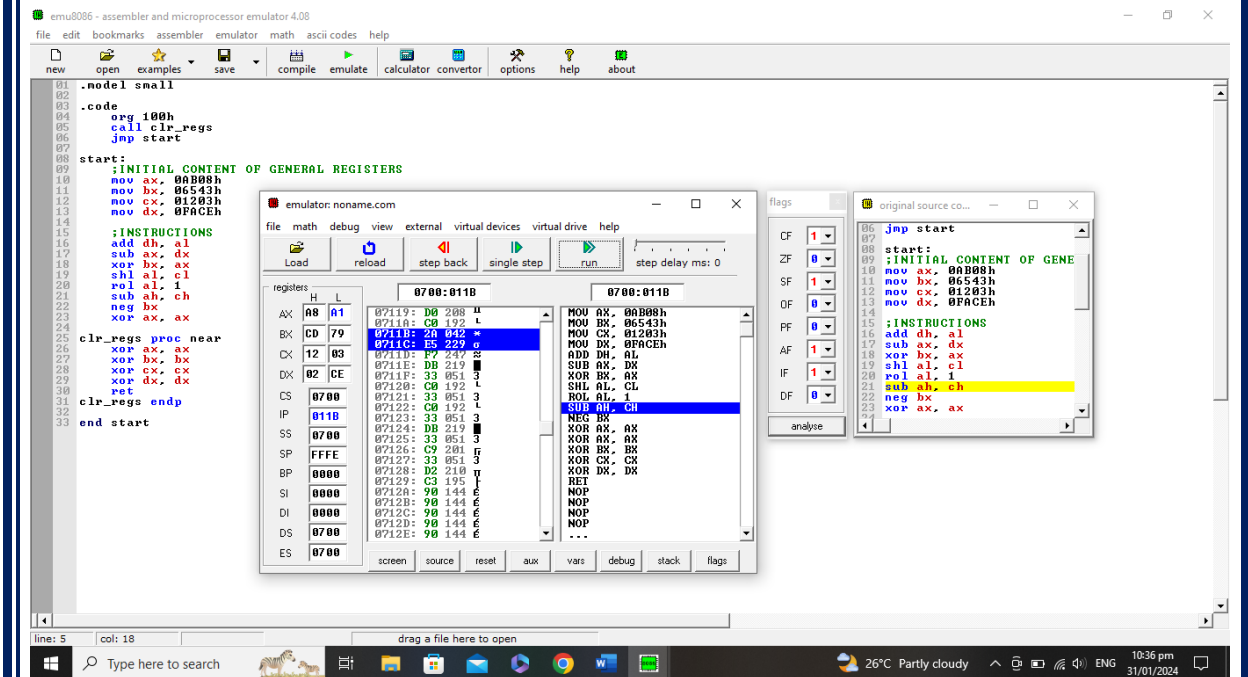 emu8086 - assembler and microprocessor emulator 4.08
file edit bookmarks assembler emulator math ascii codes help
new open examples save compile emulate calculator convertor options help about
01 .model small
02
03 .code
04 org 100h
05 call clr_regs
06 jmp start
07
08 start:
09 ;INITIAL CONTENT OF GENERAL REGISTERS
10 mov ax, 0AB08h
11 mov bx, 06543h
12 mov cx, 01203h
13 mov dx, 0FACEh
14
15 ;INSTRUCTIONS
16 add dh, al
17 sub ax, dx
18 xor bx, ax
19 shl al, cl
20 rol al, 1
21 sub ah, ch
22 neg bx
23 xor ax, ax
24
25 clr_regs proc near
26 xor ax, ax
27 xor bx, bx
28 xor cx, cx
29 xor dx, dx
30 ret
31 clr_regs endp
32
33 end start
emulator: noname.com
file math debug view external virtual devices virtual drive help
Load reload step back single step run step delay ms: 0
registers
H L
AX A8 A1
BX CD 79
CX 12 03
DX 02 CE
CS 0700
IP 011B
SS 0700
SP FFFE
BP 0000
SI 0000
DI 0000
DS 0700
ES 0700
0700:011B
0700:011B
07119: D0 208 ╨
0711A: C0 192 └
0711B: 2A 042 *
0711C: E5 229 σ
0711D: F7 247 ≈
0711E: DB 219 █
0711F: 33 051 3
07120: C0 192 └
07121: 33 051 3
07122: C0 192 └
07123: 33 051 3
07124: DB 219 █
07125: 33 051 3
07126: C9 201 ╔
07127: 33 051 3
07128: D2 210 ╥
07129: C3 195 ├
0712A: 90 144 É
0712B: 90 144 É
0712C: 90 144 É
0712D: 90 144 É
0712E: 90 144 É
MOV AX, 0AB08h
MOV BX, 06543h
MOV CX, 01203h
MOV DX, 0FACEh
ADD DH, AL
SUB AX, DX
XOR BX, AX
SHL AL, CL
ROL AL, 1
SUB AH, CH
NEG BX
XOR AX, AX
XOR AX, AX
XOR BX, BX
XOR CX, CX
XOR DX, DX
RET
NOP
NOP
NOP
NOP
...
screen source reset aux vars debug stack flags
flags
CF 1
ZF 0
SF 1
OF 0
PF 0
AF 1
IF 1
DF 0
analyse
original source co...
06 jmp start
07
08 start:
09 ;INITIAL CONTENT OF GENE
10 mov ax, 0AB08h
11 mov bx, 06543h
12 mov cx, 01203h
13 mov dx, 0FACEh
14
15 ;INSTRUCTIONS
16 add dh, al
17 sub ax, dx
18 xor bx, ax
19 shl al, cl
20 rol al, 1
21 sub ah, ch
22 neg bx
23 xor ax, ax
24
line: 5 col: 18 drag a file here to open
Type here to search
26°C Partly cloudy ENG 10:36 pm
31/01/2024